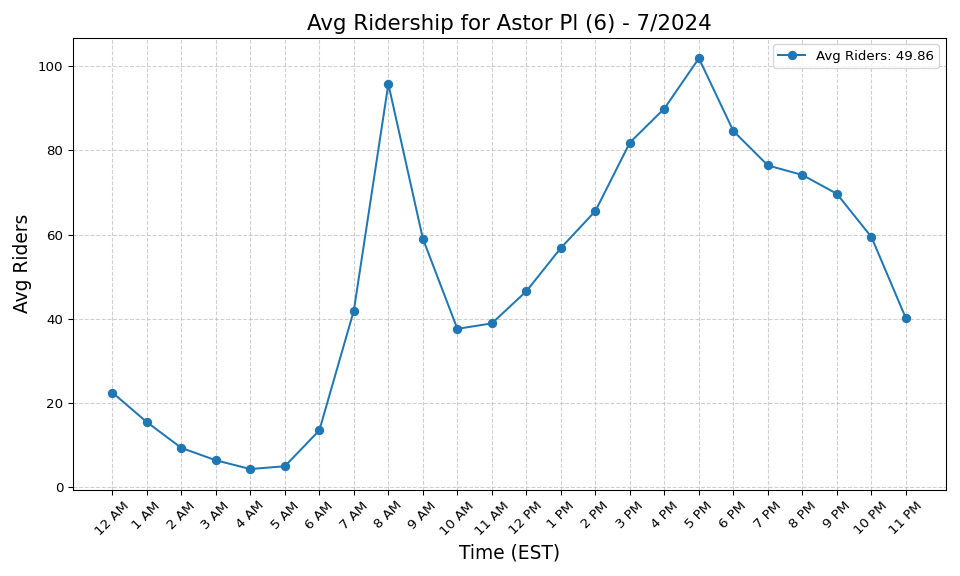 Avg Ridership for Astor Pl (6) - 7/2024
Avg Riders: 49.86
100
80
60
40
20
0
Avg Riders
12 AM 1 AM 2 AM 3 AM 4 AM 5 AM 6 AM 7 AM 8 AM 9 AM 10 AM 11 AM 12 PM 1 PM 2 PM 3 PM 4 PM 5 PM 6 PM 7 PM 8 PM 9 PM 10 PM 11 PM
Time (EST)